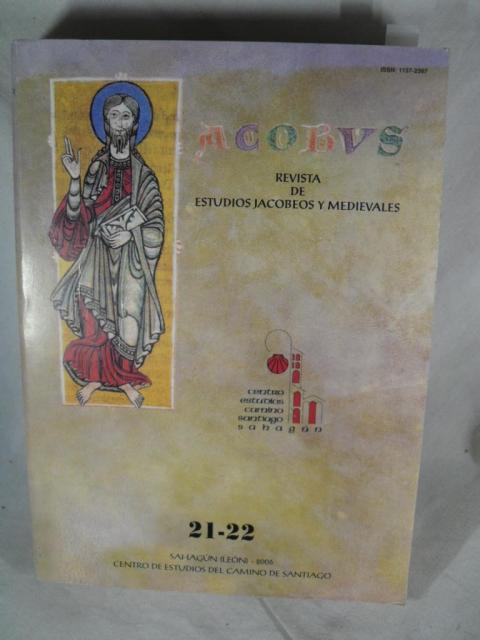 ISSN: 1137-2397
IACOBVS
REVISTA
DE
ESTUDIOS JACOBEOS Y MEDIEVALES
centro
estudios
camino
santiago
sahagún
21-22
SAHAGÚN (LEÓN) - 2006
CENTRO DE ESTUDIOS DEL CAMINO DE SANTIAGO